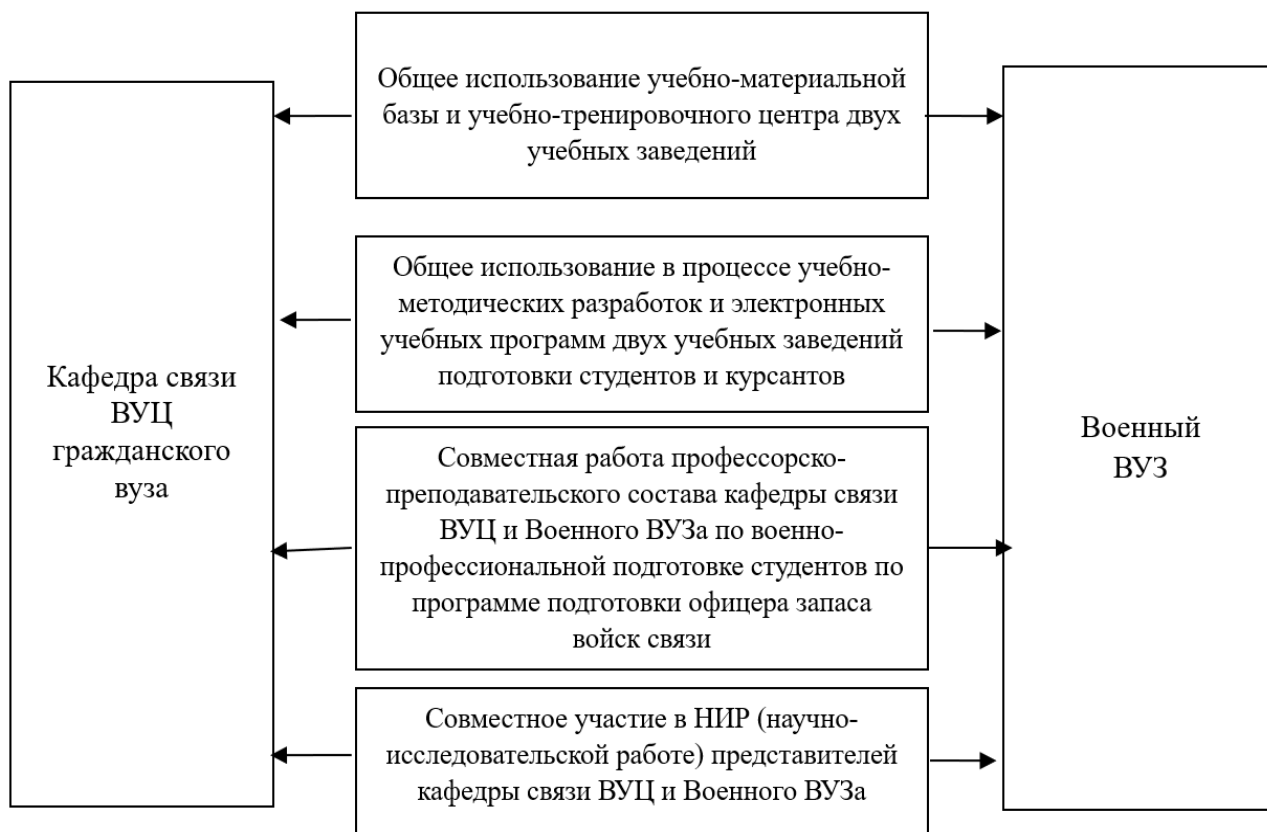 Общее использование учебно-материальной
базы и учебно-тренировочного центра двух
учебных заведений
Общее использование в процессе учебно-
методических разработок и электронных
учебных программ двух учебных заведений
подготовки студентов и курсантов
Кафедра связи
ВУЦ
гражданского
вуза
Военный
ВУЗ
Совместная работа профессорско-
преподавательского состава кафедры связи
ВУЦ и Военного ВУЗа по военно-
профессиональной подготовке студентов по
программе подготовки офицера запаса
войск связи
Совместное участие в НИР (научно-
исследовательской работе) представителей
кафедры связи ВУЦ и Военного ВУЗа